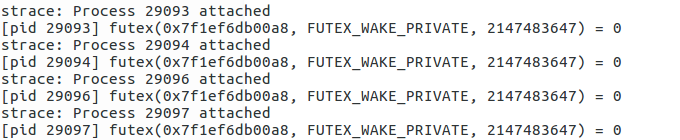 strace: Process 29093 attached
[pid 29093] futex(0x7f1ef6db00a8, FUTEX_WAKE_PRIVATE, 2147483647) = 0
strace: Process 29094 attached
[pid 29094] futex(0x7f1ef6db00a8, FUTEX_WAKE_PRIVATE, 2147483647) = 0
strace: Process 29096 attached
[pid 29096] futex(0x7f1ef6db00a8, FUTEX_WAKE_PRIVATE, 2147483647) = 0
strace: Process 29097 attached
[pid 29097] futex(0x7f1ef6db00a8, FUTEX_WAKE_PRIVATE, 2147483647) = 0